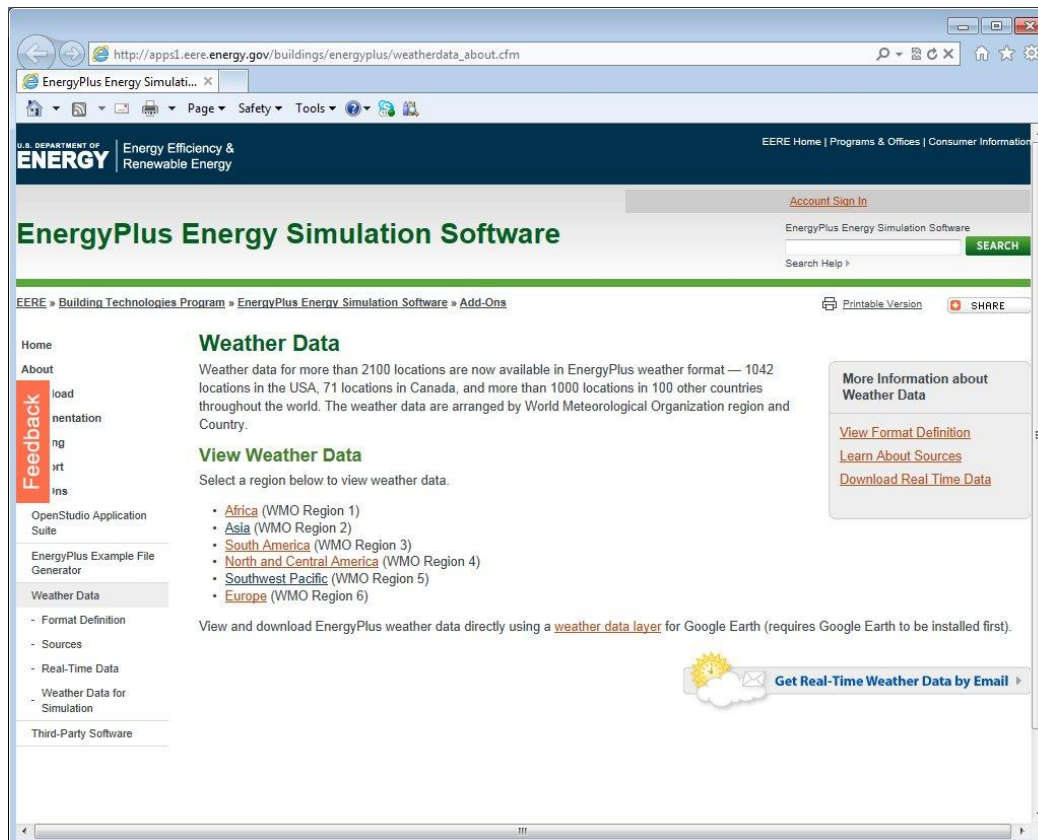 http://apps1.eere.energy.gov/buildings/energyplus/weatherdata_about.cfm
EnergyPlus Energy Simulati...
Page Safety Tools
U.S. DEPARTMENT OF
ENERGY
Energy Efficiency &
Renewable Energy
EERE Home | Programs & Offices | Consumer Information
Account Sign In
EnergyPlus Energy Simulation Software
EnergyPlus Energy Simulation Software
SEARCH
Search Help
EERE » Building Technologies Program » EnergyPlus Energy Simulation Software » Add-Ons
Printable Version
SHARE
Home
About
Feedback
OpenStudio Application
Suite
EnergyPlus Example File
Generator
Weather Data
- Format Definition
- Sources
- Real-Time Data
- Weather Data for
Simulation
Third-Party Software
Weather Data
Weather data for more than 2100 locations are now available in EnergyPlus weather format — 1042
locations in the USA, 71 locations in Canada, and more than 1000 locations in 100 other countries
throughout the world. The weather data are arranged by World Meteorological Organization region and
Country.
View Weather Data
Select a region below to view weather data.
• Africa (WMO Region 1)
• Asia (WMO Region 2)
• South America (WMO Region 3)
• North and Central America (WMO Region 4)
• Southwest Pacific (WMO Region 5)
• Europe (WMO Region 6)
View and download EnergyPlus weather data directly using a weather data layer for Google Earth (requires Google Earth to be installed first).
Get Real-Time Weather Data by Email
More Information about
Weather Data
View Format Definition
Learn About Sources
Download Real Time Data